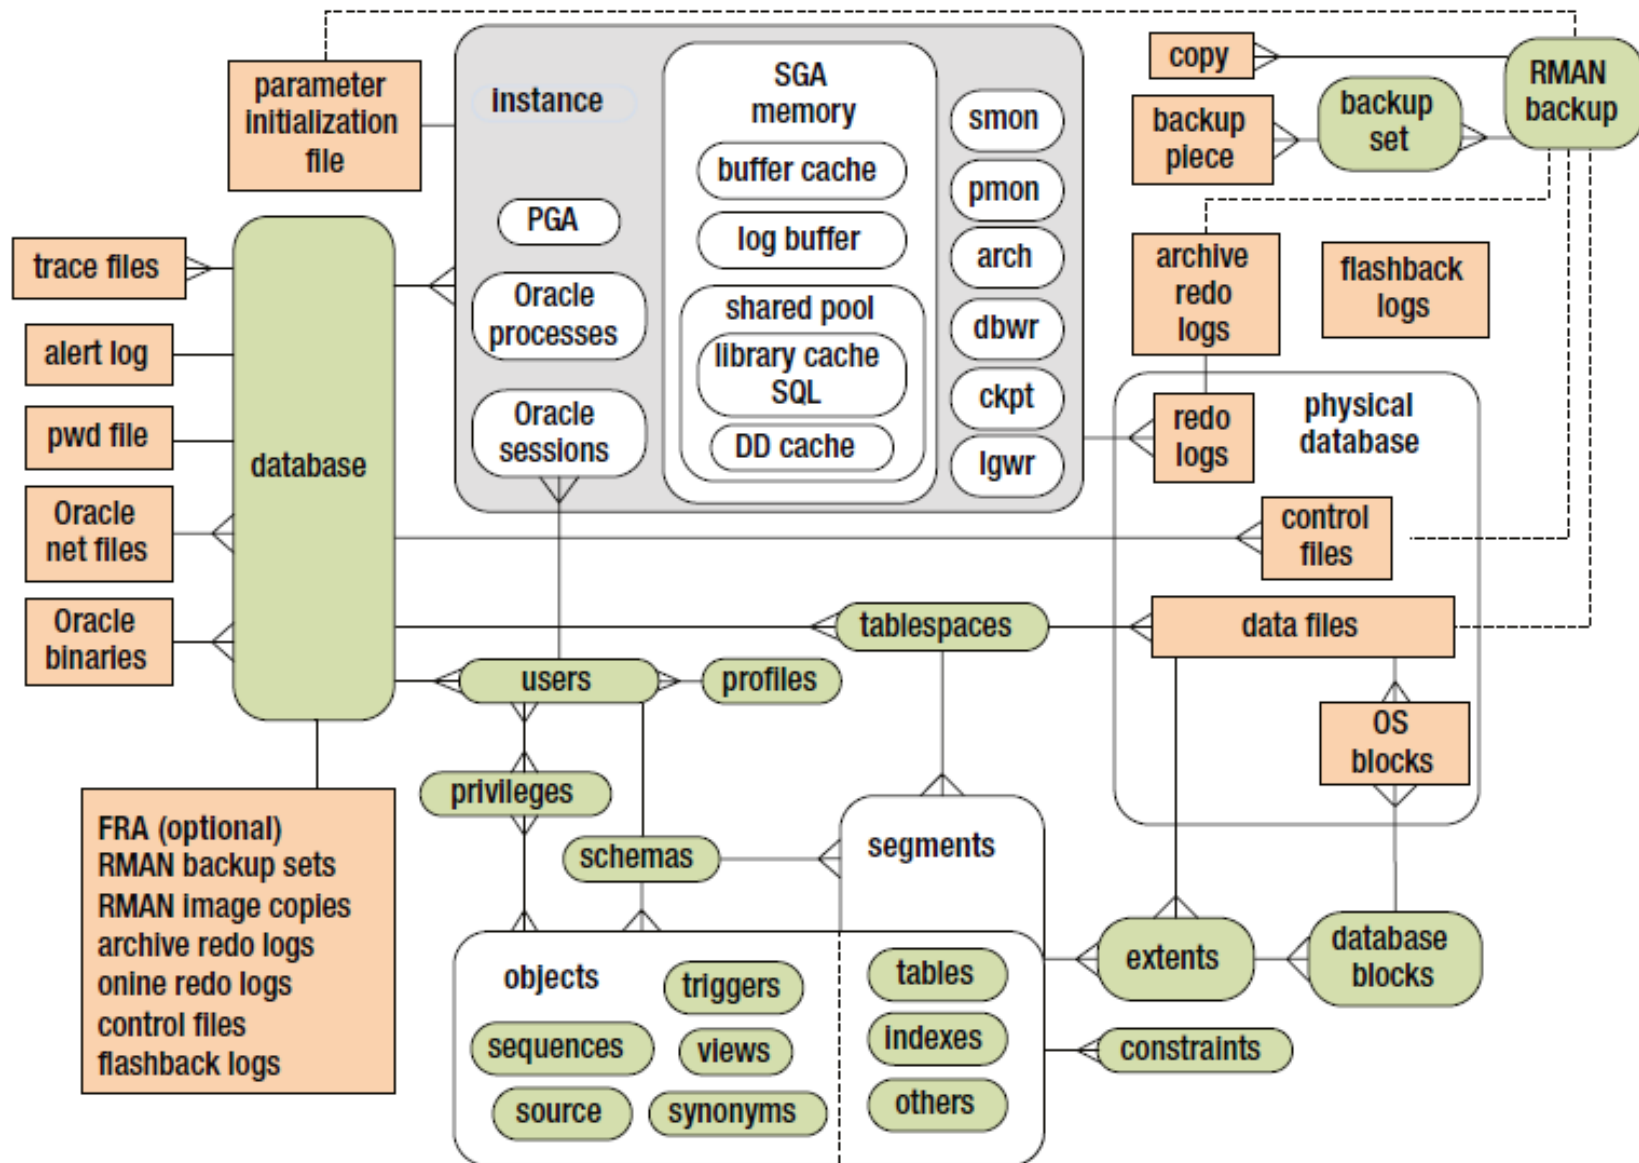 parameter
initialization
file
instance
SGA
memory
buffer cache
log buffer
shared pool
library cache
SQL
DD cache
PGA
Oracle
processes
Oracle
sessions
smon
pmon
arch
dbwr
ckpt
lgwr
copy
backup
piece
backup
set
RMAN
backup
archive
redo
logs
flashback
logs
trace files
alert log
pwd file
Oracle
net files
Oracle
binaries
database
redo
logs
physical
database
control
files
tablespaces
data files
users
profiles
OS
blocks
privileges
schemas
segments
FRA (optional)
RMAN backup sets
RMAN image copies
archive redo logs
onine redo logs
control files
flashback logs
objects
triggers
sequences
views
source
synonyms
tables
indexes
others
extents
database
blocks
constraints